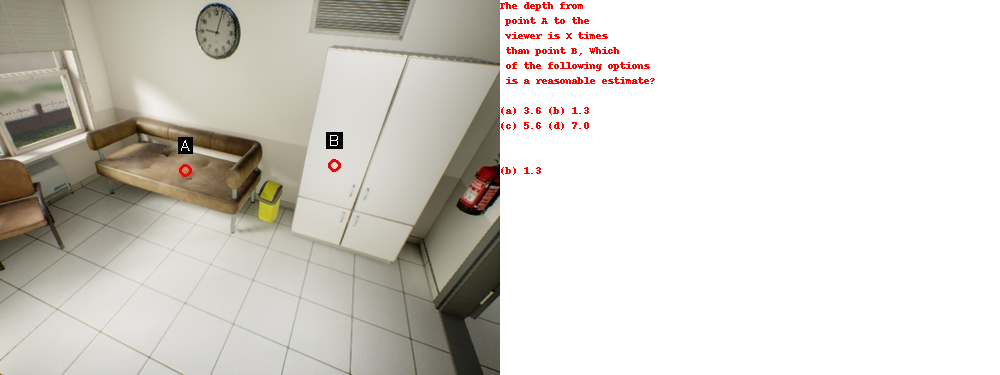 A
B
The depth from
point A to the
viewer is X times
than point B, Which
of the following options
is a reasonable estimate?
(a) 3.6 (b) 1.3
(c) 5.6 (d) 7.0
(b) 1.3